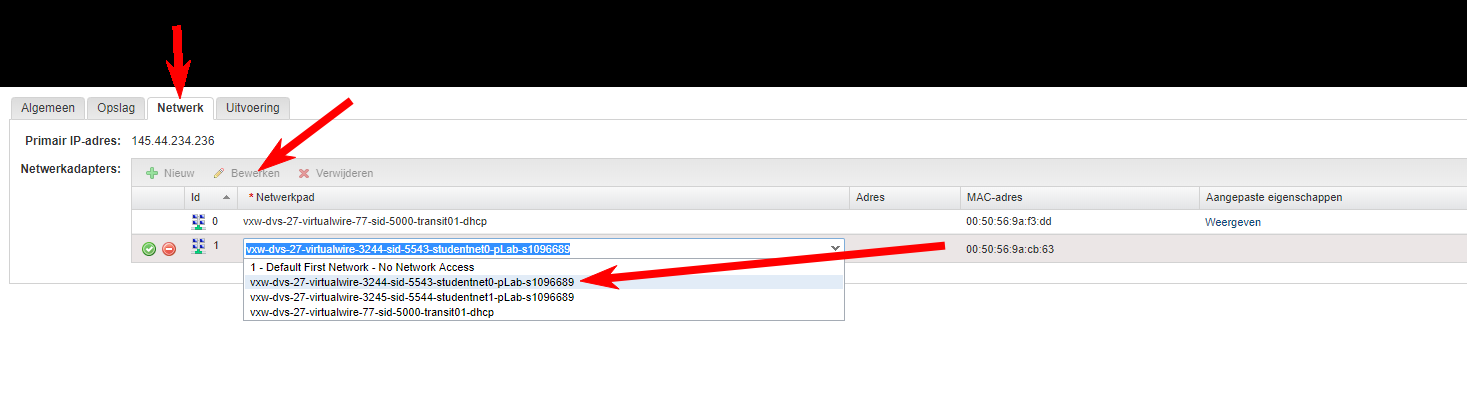 Algemeen Opslag Netwerk Uitvoering
Primair IP-adres: 145.44.234.236
Netwerkadapters: Nieuw Bewerken Verwijderen
Id * Netwerkpad Adres MAC-adres Aangepaste eigenschappen
0 vxw-dvs-27-virtualwire-77-sid-5000-transit01-dhcp 00:50:56:9a:f3:dd Weergeven
1 vxw-dvs-27-virtualwire-3244-sid-5543-studentnet0-pLab-s1096689 00:50:56:9a:cb:63
1 - Default First Network - No Network Access
vxw-dvs-27-virtualwire-3244-sid-5543-studentnet0-pLab-s1096689
vxw-dvs-27-virtualwire-3245-sid-5544-studentnet1-pLab-s1096689
vxw-dvs-27-virtualwire-77-sid-5000-transit01-dhcp